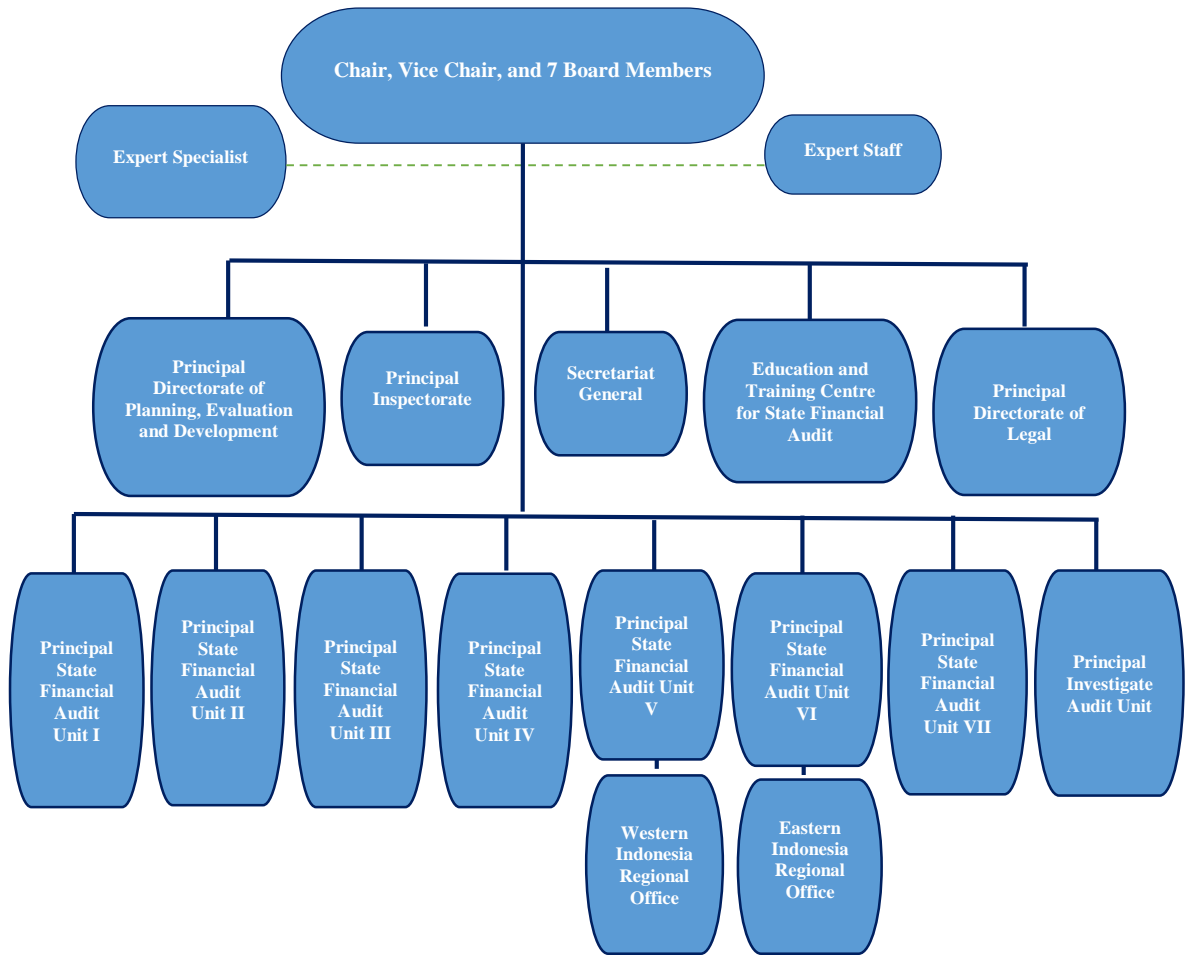 Chair, Vice Chair, and 7 Board Members
Expert Specialist
Expert Staff
Principal
Directorate of
Planning, Evaluation
and Development
Principal
Inspectorate
Secretariat
General
Education and
Training Centre
for State Financial
Audit
Principal
Directorate of
Legal
Principal
State
Financial
Audit
Unit I
Principal
State
Financial
Audit
Unit II
Principal
State
Financial
Audit
Unit III
Principal
State
Financial
Audit
Unit IV
Principal
State
Financial
Audit Unit
V
Principal
State
Financial
Audit Unit
VI
Principal
State
Financial
Audit
Unit VII
Principal
Investigate
Audit Unit
Western
Indonesia
Regional
Office
Eastern
Indonesia
Regional
Office